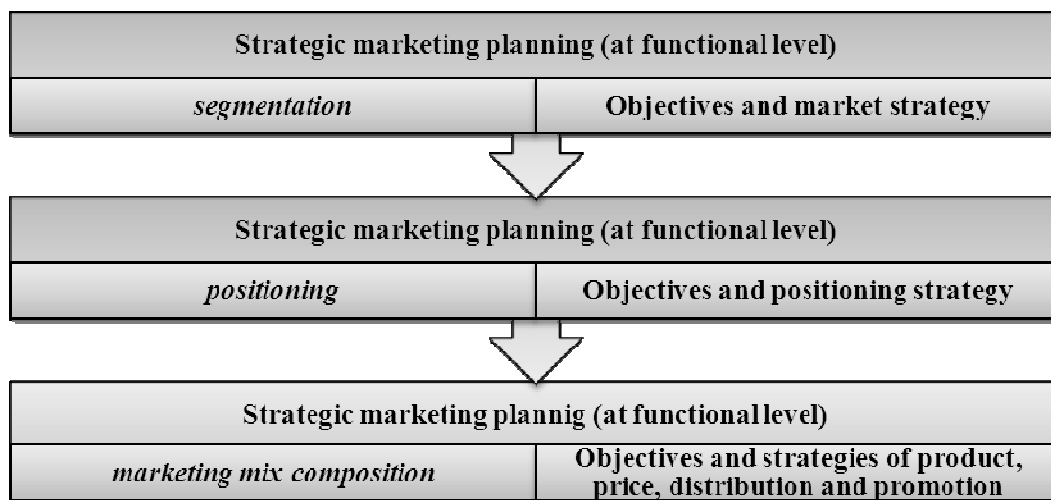 Strategic marketing planning (at functional level)
segmentation
Objectives and market strategy
Strategic marketing planning (at functional level)
positioning
Objectives and positioning strategy
Strategic marketing plannig (at functional level)
marketing mix composition
Objectives and strategies of product,
price, distribution and promotion